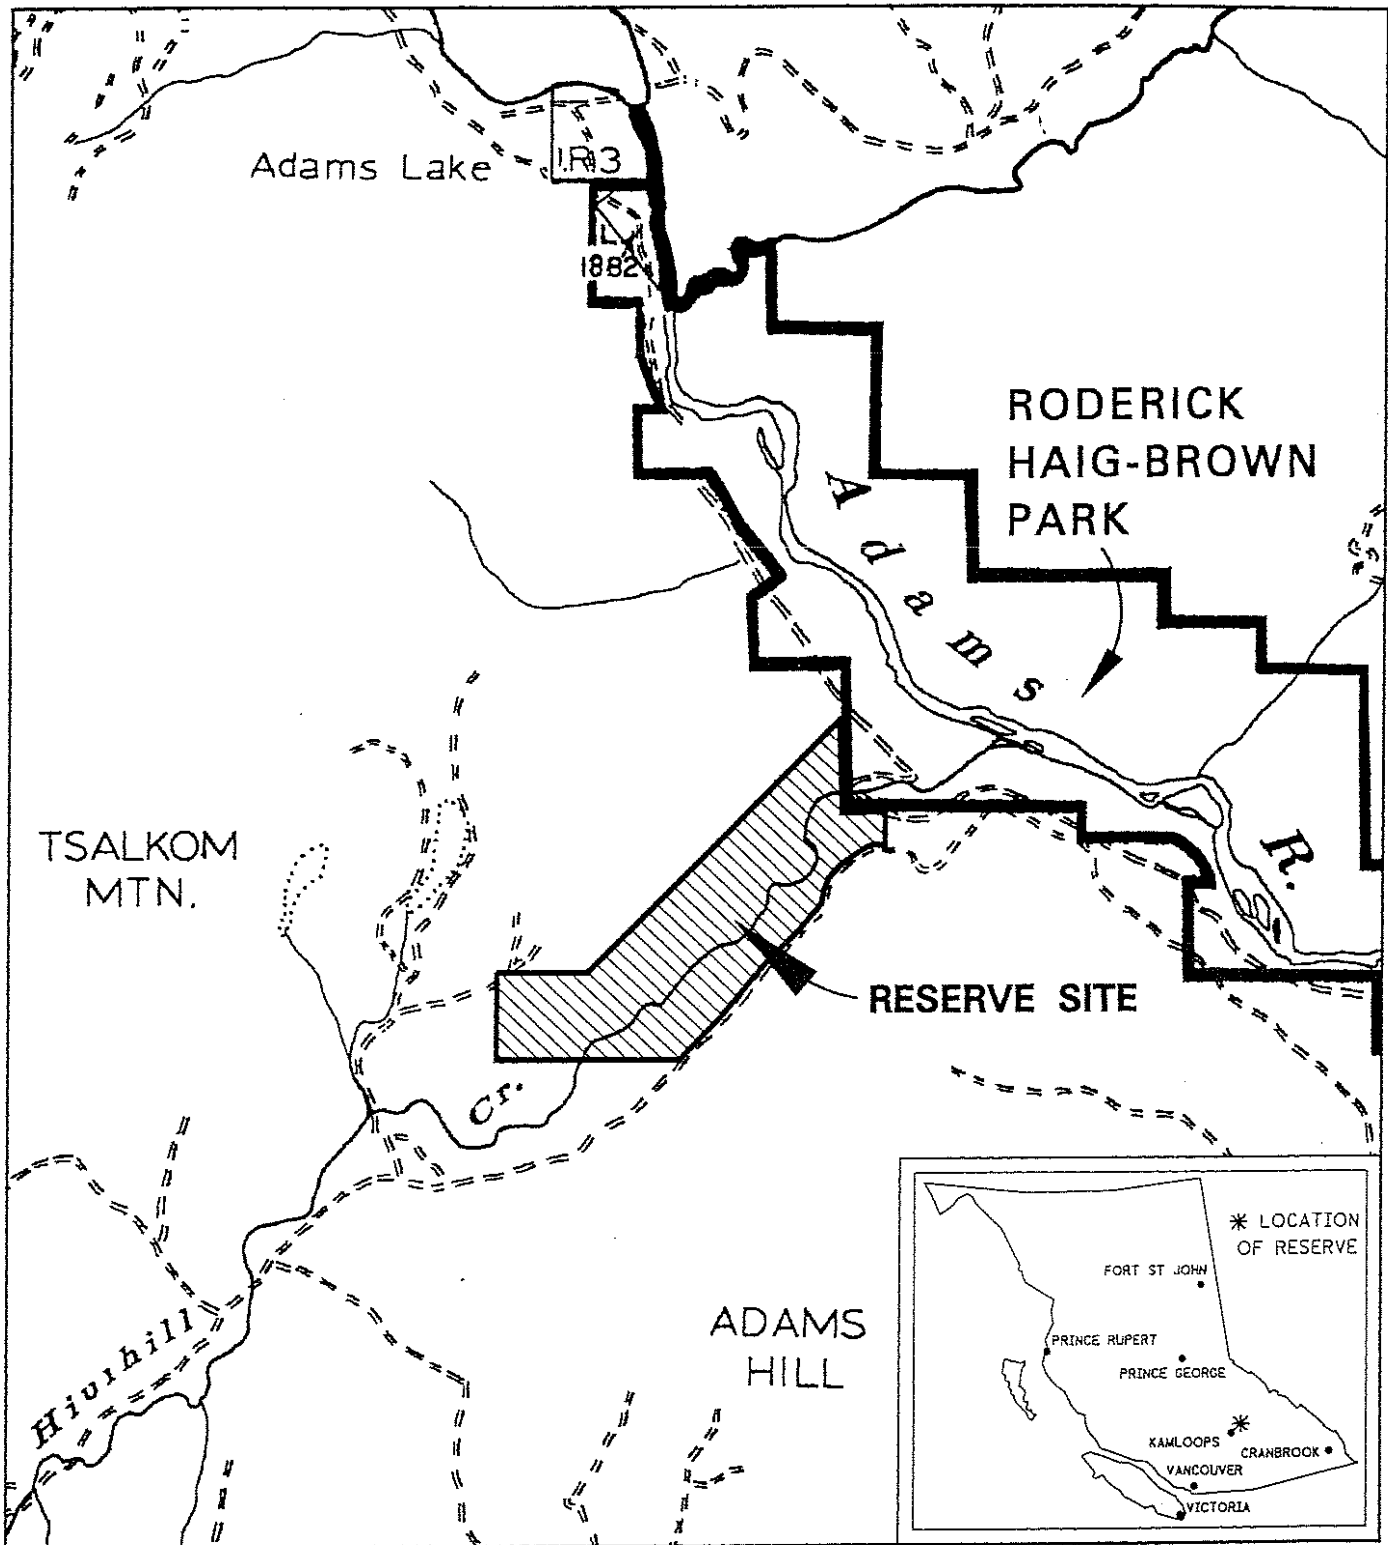 Adams Lake
I.R.3
L.
1882
RODERICK
HAIG-BROWN
PARK
Adams
R.
TSALKOM
MTN.
RESERVE SITE
Cr.
Hiuihill
ADAMS
HILL
* LOCATION
OF RESERVE
FORT ST JOHN
PRINCE RUPERT
PRINCE GEORGE
KAMLOOPS
CRANBROOK
VANCOUVER
VICTORIA